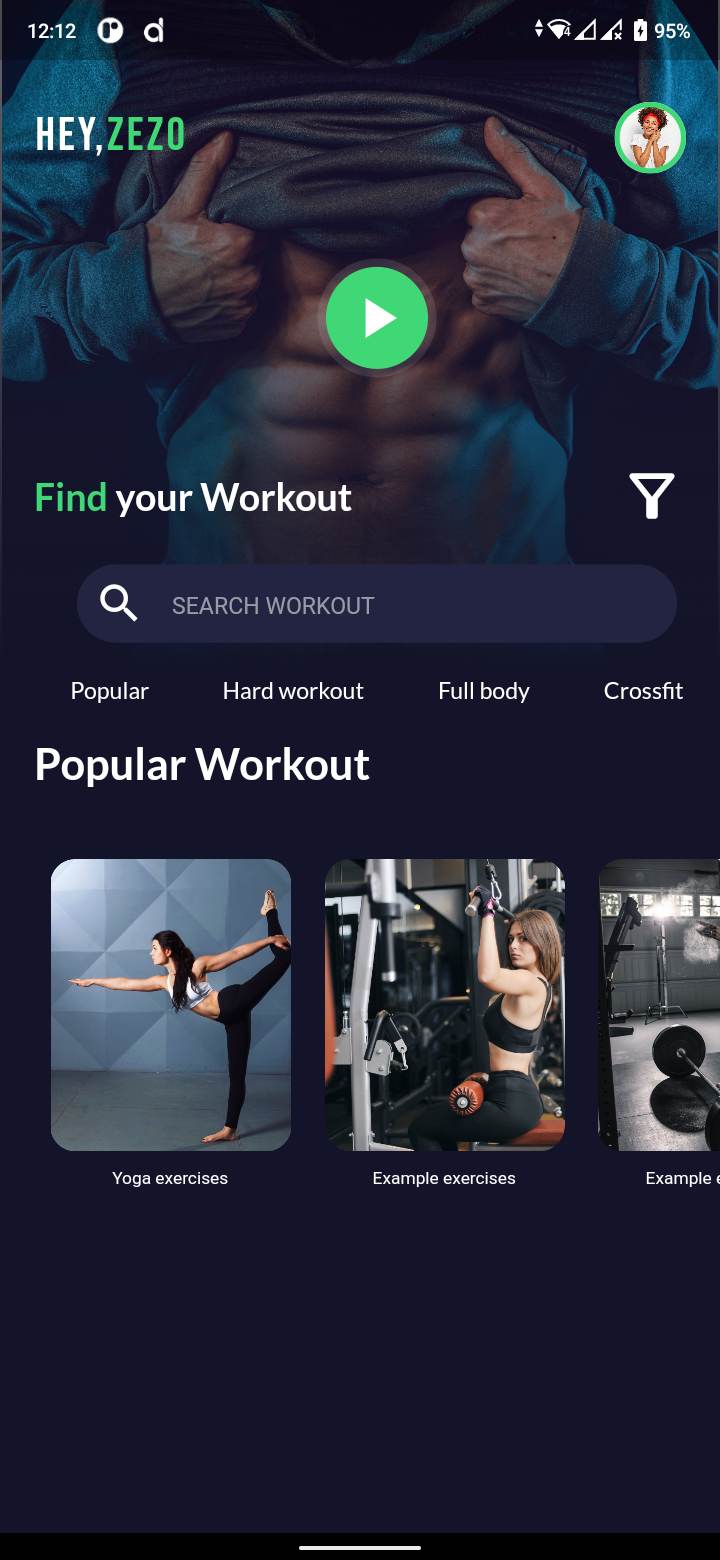 12:12 4 95%
HEY,ZEZO
Find your Workout
SEARCH WORKOUT
Popular Hard workout Full body Crossfit
Popular Workout
Yoga exercises Example exercises Example e